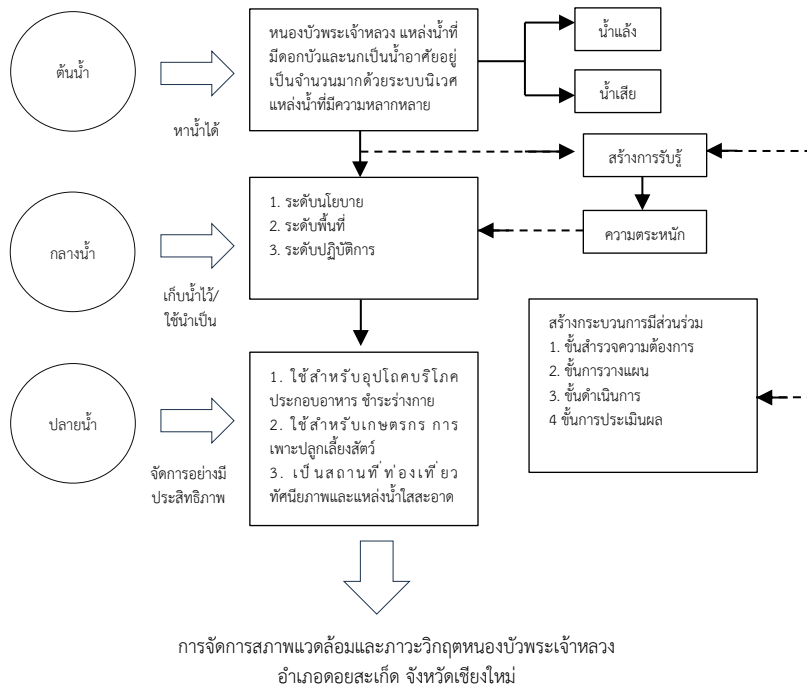 ต้นน้ำ
หาน้ำได้
หนองบัวพระเจ้าหลวง แหล่งน้ำที่
มีดอกบัวและนกเป็นน้ำอาศัยอยู่
เป็นจำนวนมากด้วยระบบนิเวศ
แหล่งน้ำที่มีความหลากหลาย
น้ำแล้ง
น้ำเสีย
สร้างการรับรู้
ความตระหนัก
กลางน้ำ
เก็บน้ำไว้/
ใช้นำเป็น
1. ระดับนโยบาย
2. ระดับพื้นที่
3. ระดับปฏิบัติการ
สร้างกระบวนการมีส่วนร่วม
1. ขั้นสำรวจความต้องการ
2. ขั้นการวางแผน
3. ขั้นดำเนินการ
4 ขั้นการประเมินผล
ปลายน้ำ
จัดการอย่างมี
ประสิทธิภาพ
1. ใช้สำหรับอุปโภคบริโภค
ประกอบอาหาร ชำระร่างกาย
2. ใช้สำหรับเกษตรกร การ
เพาะปลูกเลี้ยงสัตว์
3. เป็นสถานที่ท่องเที่ยว
ทัศนียภาพและแหล่งน้ำใสสะอาด
การจัดการสภาพแวดล้อมและภาวะวิกฤตหนองบัวพระเจ้าหลวง
อำเภอดอยสะเก็ด จังหวัดเชียงใหม่